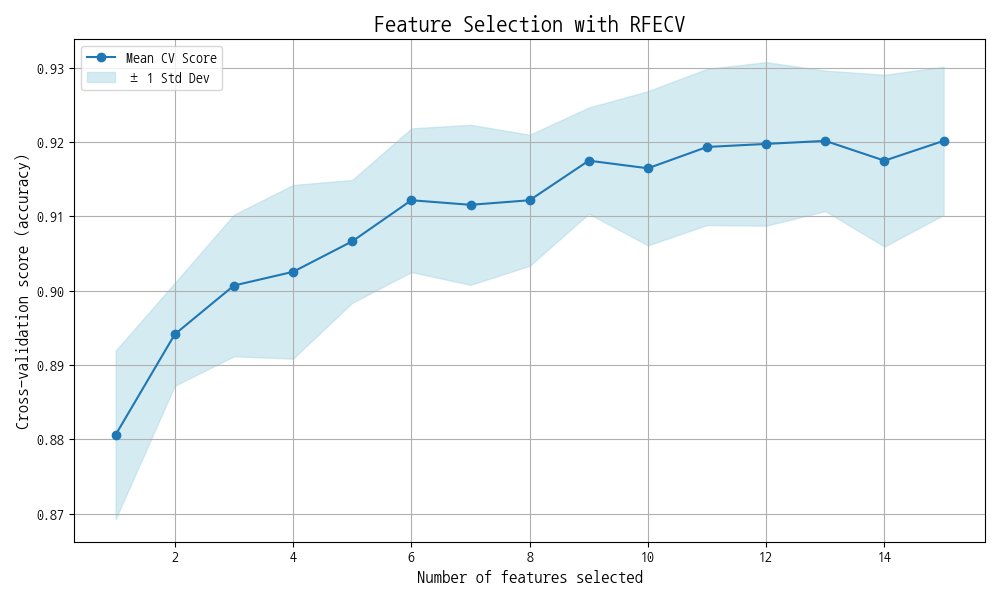 Feature Selection with RFECV
Mean CV Score
± 1 Std Dev
Cross-validation score (accuracy)
0.93
0.92
0.91
0.90
0.89
0.88
0.87
2 4 6 8 10 12 14
Number of features selected